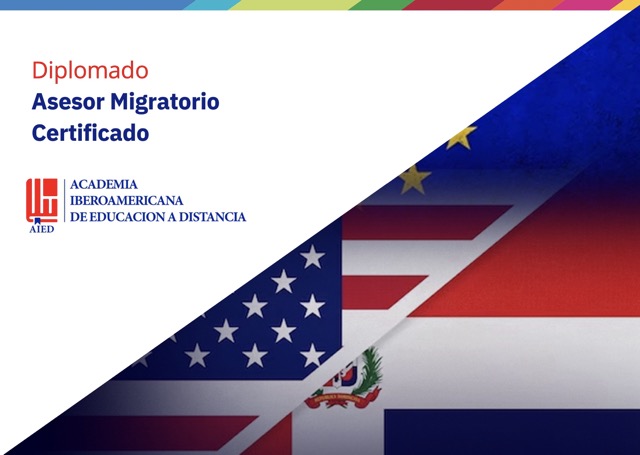 Diplomado
Asesor Migratorio
Certificado
ACADEMIA
IBEROAMERICANA
DE EDUCACION A DISTANCIA
AIED